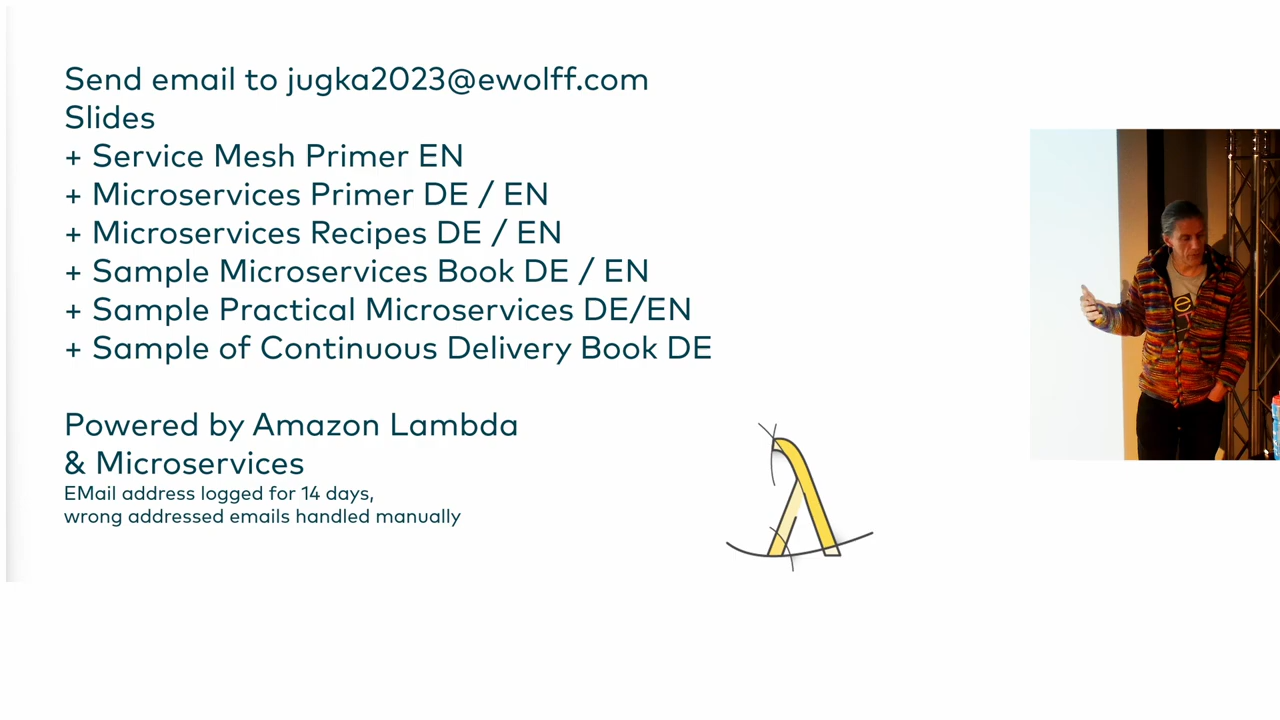 Send email to jugka2023@ewolff.com
Slides
+ Service Mesh Primer EN
+ Microservices Primer DE / EN
+ Microservices Recipes DE / EN
+ Sample Microservices Book DE / EN
+ Sample Practical Microservices DE/EN
+ Sample of Continuous Delivery Book DE
Powered by Amazon Lambda
& Microservices
EMail address logged for 14 days,
wrong addressed emails handled manually